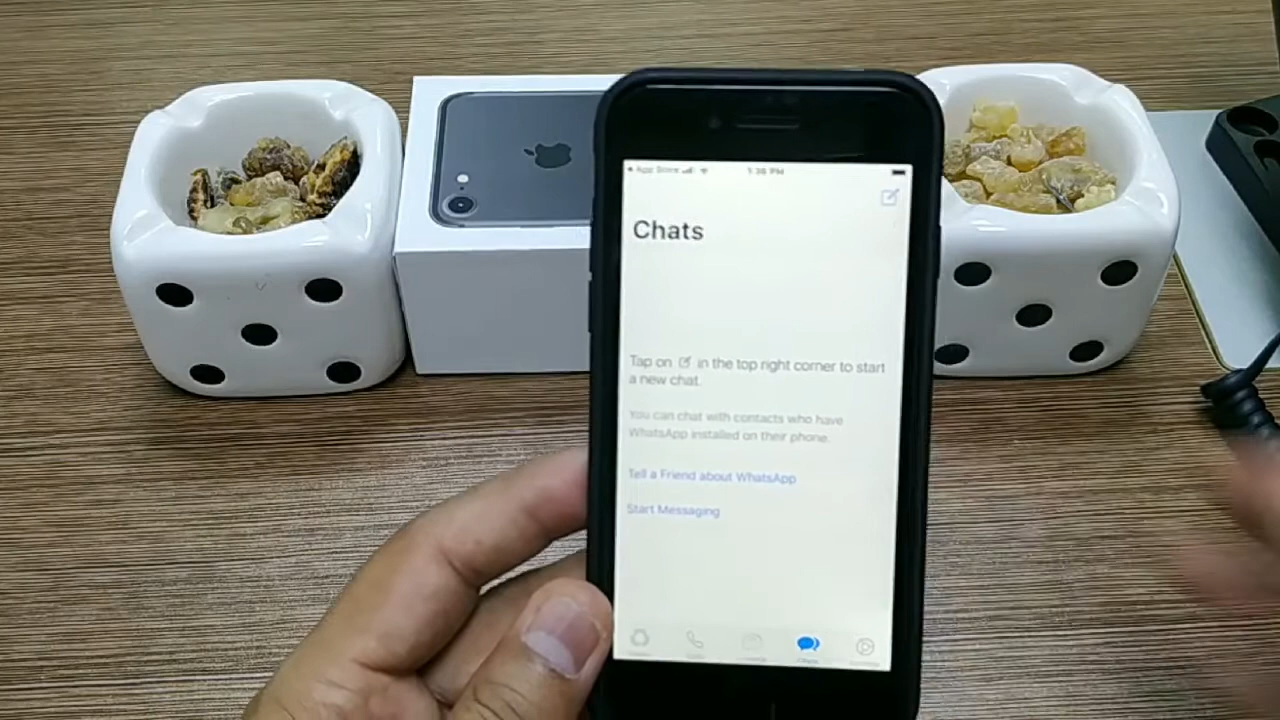 App Store
1:36 PM
Chats
Tap on in the top right corner to start
a new chat.
You can chat with contacts who have
WhatsApp installed on their phone.
Tell a Friend about WhatsApp
Start Messaging